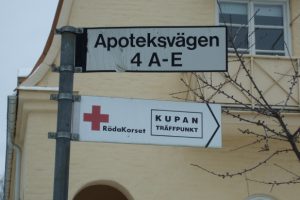 Apoteksvägen
4 A-E
RödaKorset
KUPAN
TRÄFFPUNKT